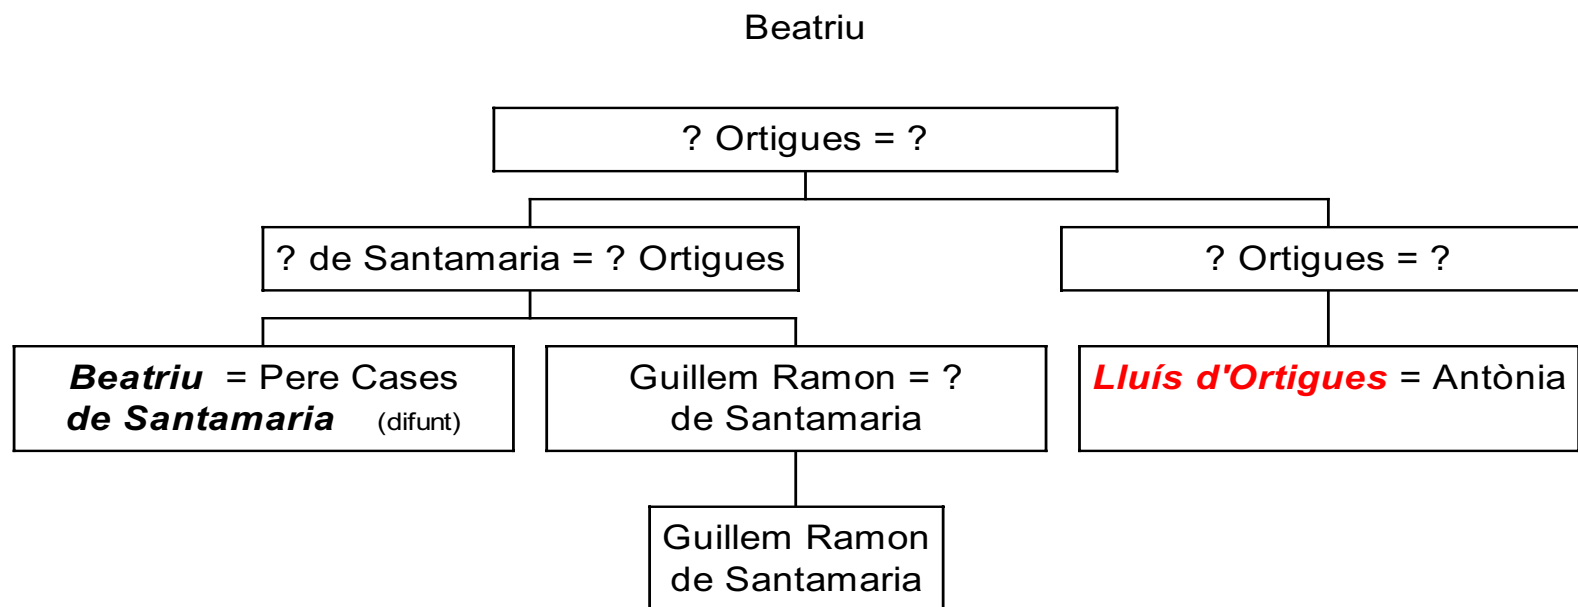 Beatriu
? Ortigues = ?
? de Santamaria = ? Ortigues
? Ortigues = ?
Beatriu = Pere Cases
de Santamaria (difunt)
Guillem Ramon = ?
de Santamaria
Lluís d'Ortigues = Antònia
Guillem Ramon
de Santamaria